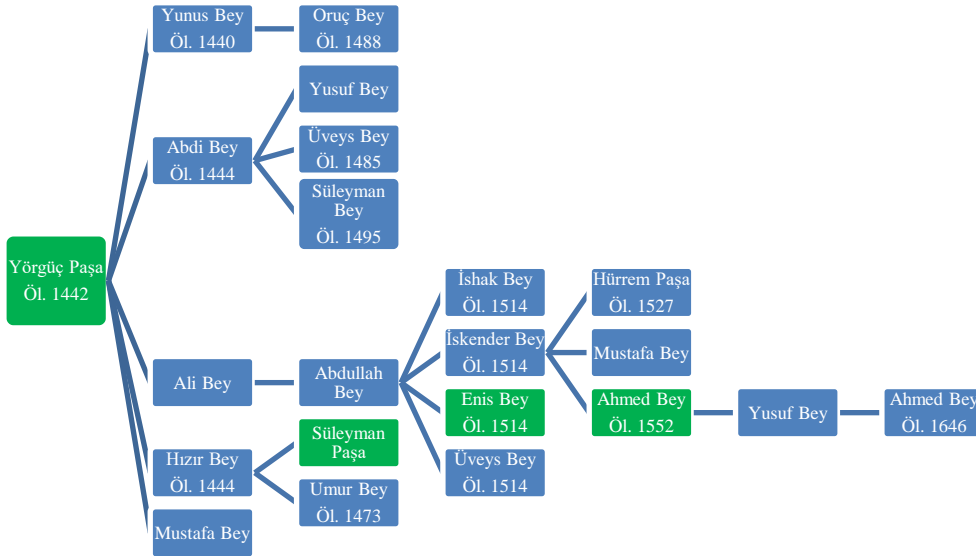 Yörgüç Paşa
Öl. 1442
Yunus Bey
Öl. 1440
Oruç Bey
Öl. 1488
Abdi Bey
Öl. 1444
Yusuf Bey
Üveys Bey
Öl. 1485
Süleyman
Bey
Öl. 1495
Ali Bey
Abdullah
Bey
İshak Bey
Öl. 1514
İskender Bey
Öl. 1514
Hürrem Paşa
Öl. 1527
Mustafa Bey
Ahmed Bey
Öl. 1552
Yusuf Bey
Ahmed Bey
Öl. 1646
Enis Bey
Öl. 1514
Üveys Bey
Öl. 1514
Hızır Bey
Öl. 1444
Süleyman
Paşa
Umur Bey
Öl. 1473
Mustafa Bey